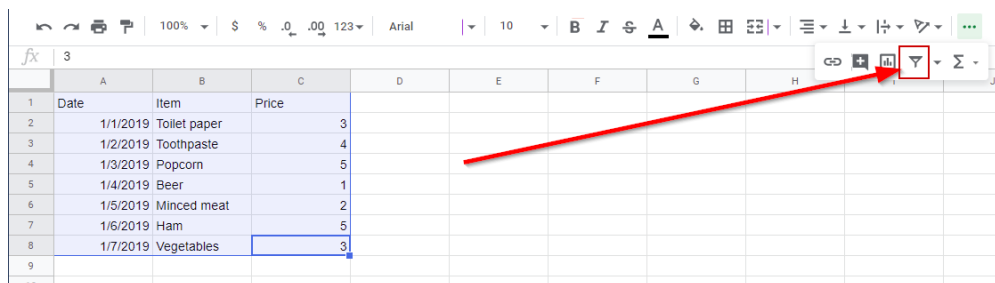 100% $ % .0 .00 123 Arial 10 B I S A
fx 3
A B C D E F G H I J
1 Date Item Price
2 1/1/2019 Toilet paper 3
3 1/2/2019 Toothpaste 4
4 1/3/2019 Popcorn 5
5 1/4/2019 Beer 1
6 1/5/2019 Minced meat 2
7 1/6/2019 Ham 5
8 1/7/2019 Vegetables 3
9